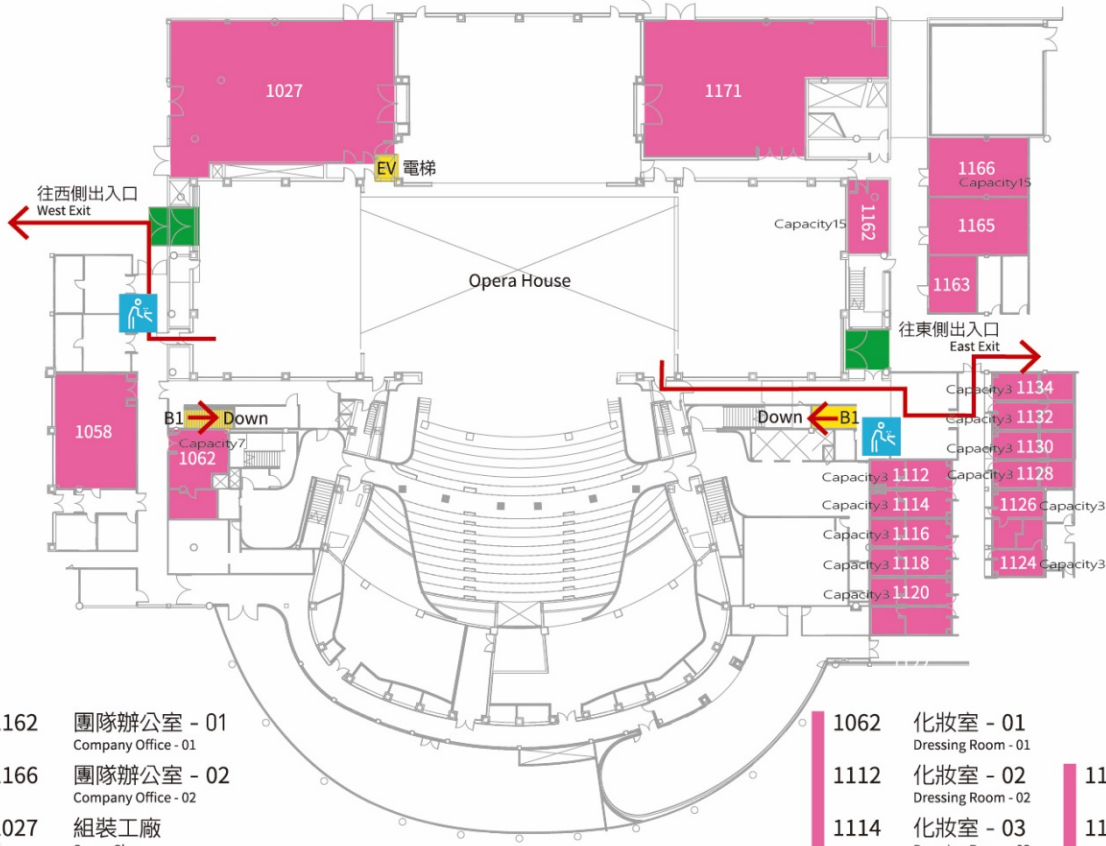 1027
1171
EV 電梯
1166
Capacity15
往西側出入口
West Exit
Capacity15
1162
1165
Opera House
1163
往東側出入口
East Exit
Capacity3 1134
B1
Down
Down
B1
Capacity3 1132
1058
Capacity7
1062
Capacity3 1130
Capacity3 1112
Capacity3 1128
Capacity3 1114
1126 Capacity3
Capacity3 1116
Capacity3 1118
1124 Capacity3
Capacity3 1120
團隊辦公室 - 01
Company Office - 01
團隊辦公室 - 02
Company Office - 02
組裝工廠
1062 化妝室 - 01
Dressing Room - 01
1112 化妝室 - 02
Dressing Room - 02
1114 化妝室 - 03